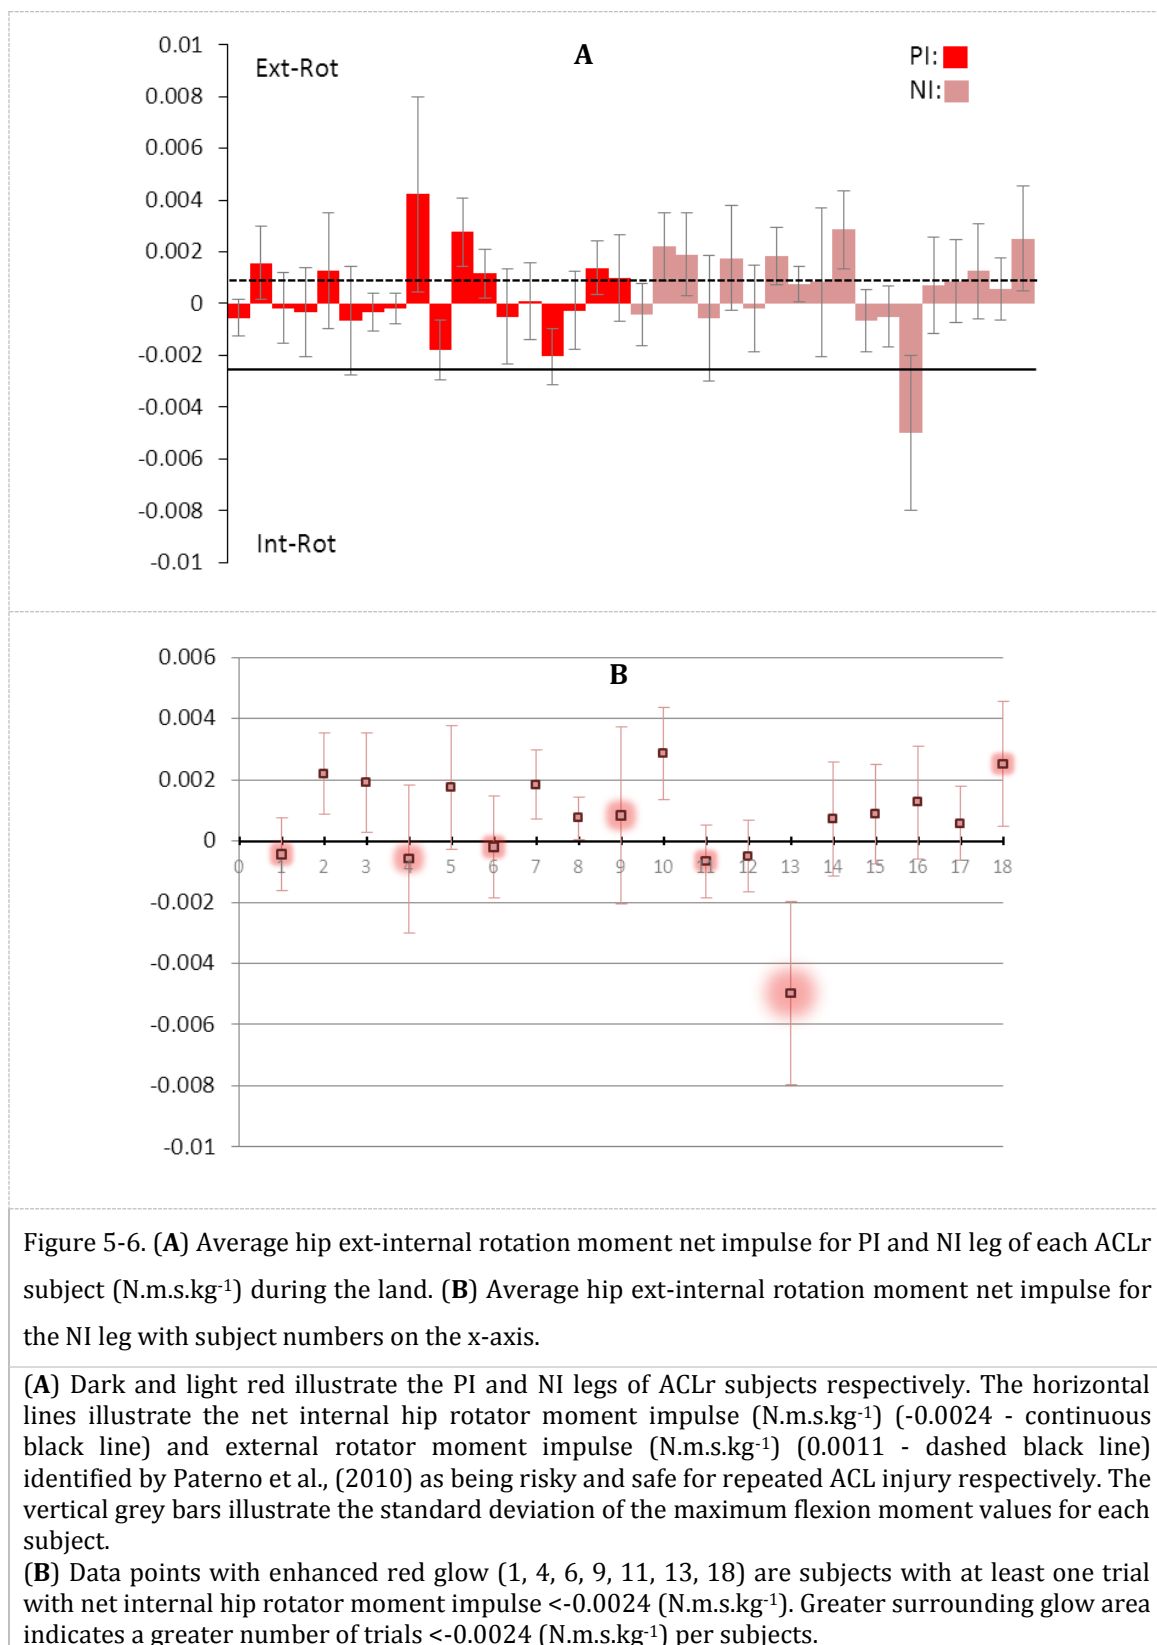 A
PI:
NI:
Ext-Rot
0.01
0.008
0.006
0.004
0.002
0
-0.002
-0.004
-0.006
-0.008
-0.01
Int-Rot
B
0.006
0.004
0.002
0
-0.002
-0.004
-0.006
-0.008
-0.01
0 1 2 3 4 5 6 7 8 9 10 11 12 13 14 15 16 17 18
Figure 5-6. (A) Average hip ext-internal rotation moment net impulse for PI and NI leg of each ACLr
subject (N.m.s.kg-1) during the land. (B) Average hip ext-internal rotation moment net impulse for
the NI leg with subject numbers on the x-axis.
(A) Dark and light red illustrate the PI and NI legs of ACLr subjects respectively. The horizontal
lines illustrate the net internal hip rotator moment impulse (N.m.s.kg-1) (-0.0024 - continuous
black line) and external rotator moment impulse (N.m.s.kg-1) (0.0011 - dashed black line)
identified by Paterno et al., (2010) as being risky and safe for repeated ACL injury respectively. The
vertical grey bars illustrate the standard deviation of the maximum flexion moment values for each
subject.
(B) Data points with enhanced red glow (1, 4, 6, 9, 11, 13, 18) are subjects with at least one trial
with net internal hip rotator moment impulse <-0.0024 (N.m.s.kg-1). Greater surrounding glow area
indicates a greater number of trials <-0.0024 (N.m.s.kg-1) per subjects.